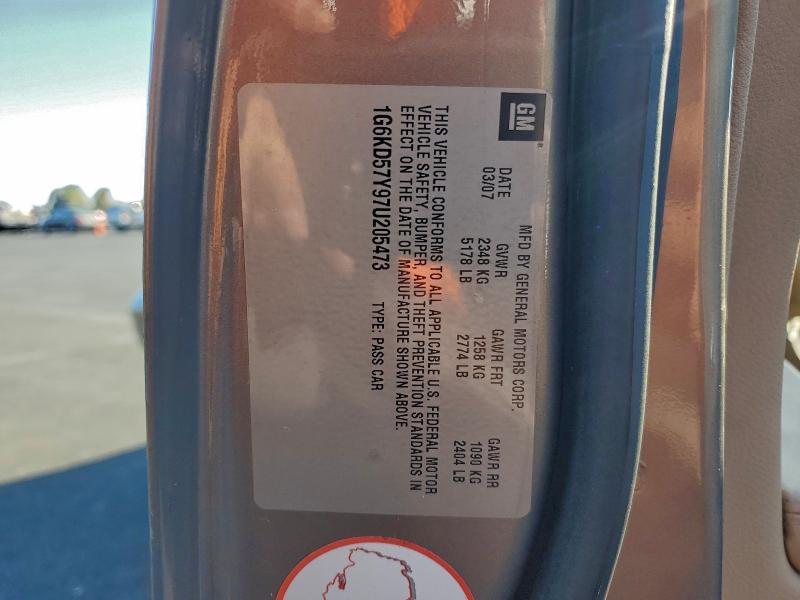 GM
MFD BY GENERAL MOTORS CORP.
DATE GVWR GAWR FRT GAWR RR
03/07 2348 KG 1258 KG 1090 KG
5178 LB 2774 LB 2404 LB
THIS VEHICLE CONFORMS TO ALL APPLICABLE U.S. FEDERAL MOTOR
VEHICLE SAFETY, BUMPER, AND THEFT PREVENTION STANDARDS IN
EFFECT ON THE DATE OF MANUFACTURE SHOWN ABOVE.
1G6KD57Y97U205473 TYPE: PASS CAR